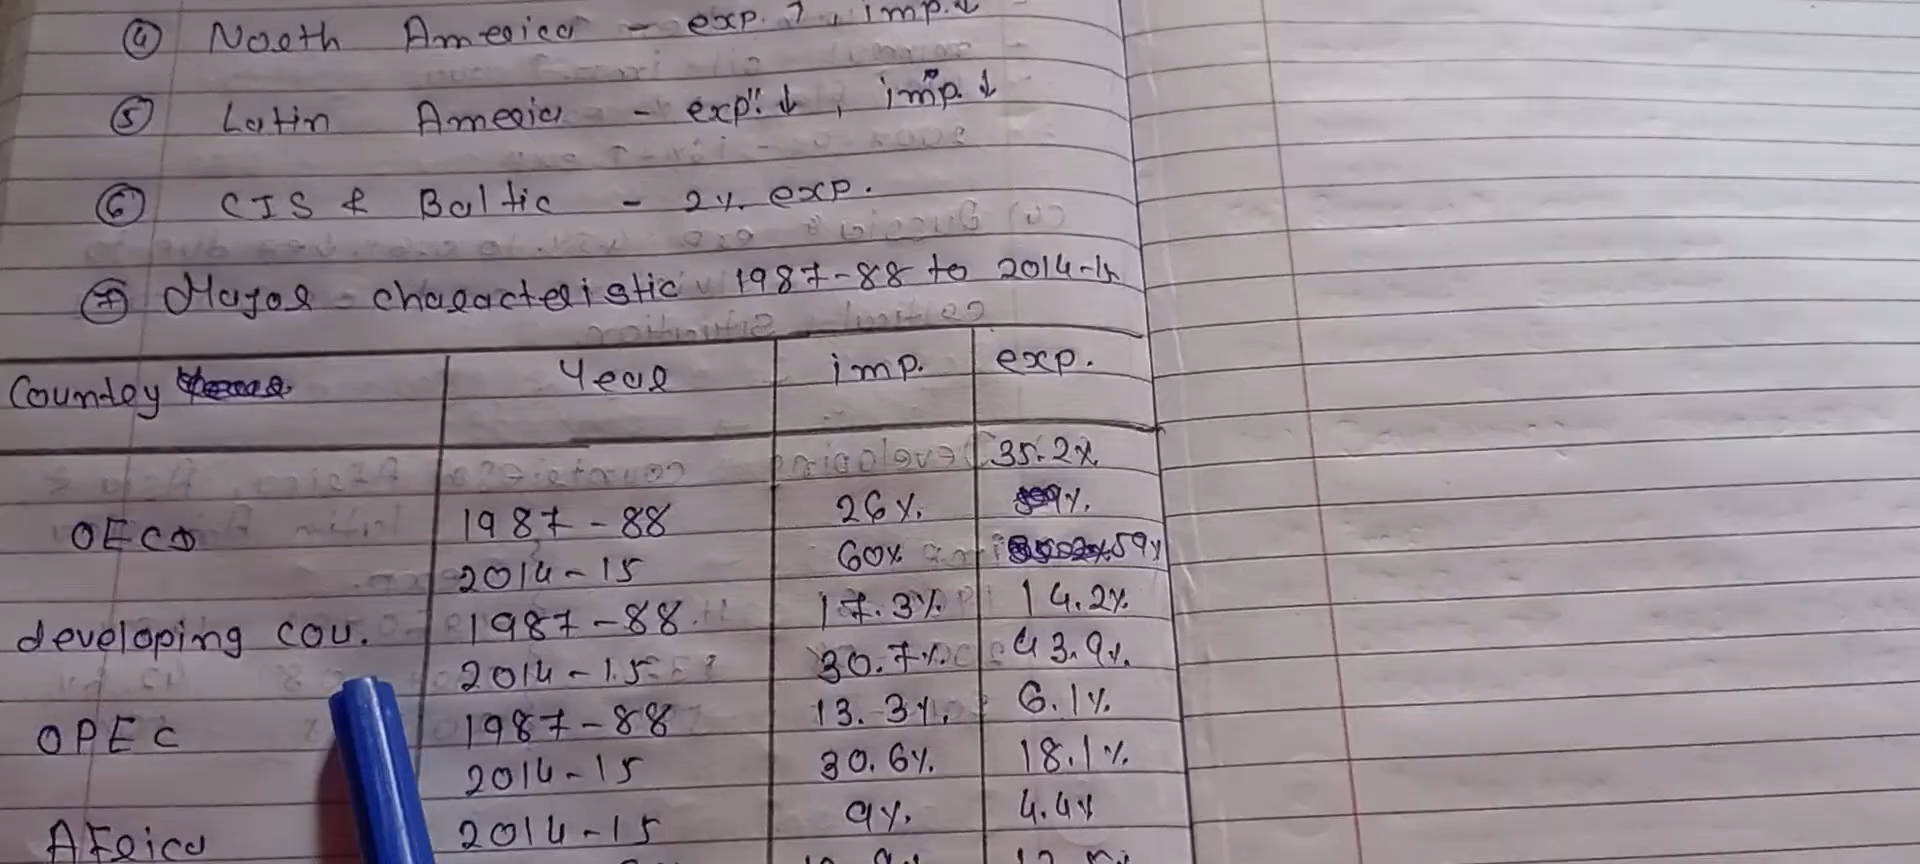 ④ North America - exp. ↑, imp. ↓
⑤ Latin America - exp. ↓, imp. ↓
⑥ CIS & Baltic - 2% exp.
⑦ Major characteristic 1987-88 to 2014-15
Country Year imp. exp.
35.2%
OECD 1987-88 26% 9%.
2014-15 60% 59%
developing cou. 1987-88 17.3% 14.2%
2014-15 30.7% 43.9%
OPEC 1987-88 13.3% 6.1%
2014-15 30.6% 18.1%
Africa 2014-15 9% 4.4%